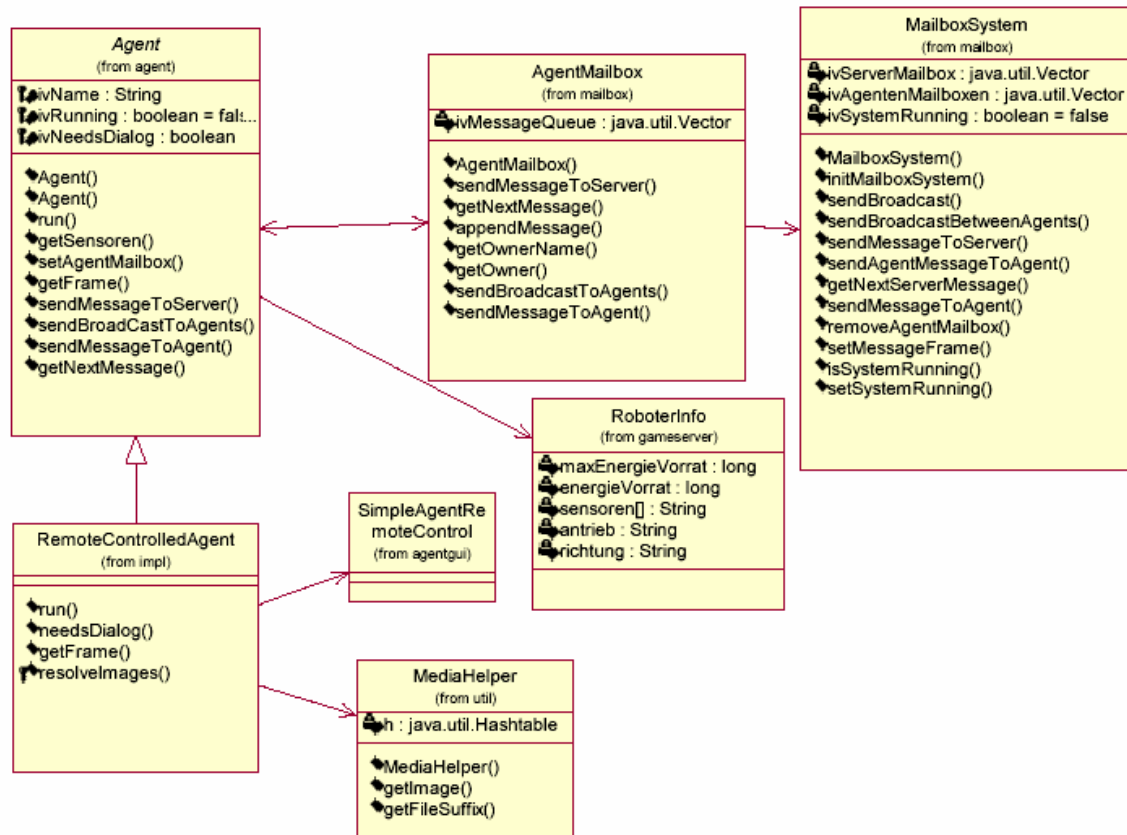 Agent
(from agent)
ivName : String
ivRunning : boolean = fals...
ivNeedsDialog : boolean
Agent()
Agent()
run()
getSensoren()
setAgentMailbox()
getFrame()
sendMessageToServer()
sendBroadCastToAgents()
sendMessageToAgent()
getNextMessage()
AgentMailbox
(from mailbox)
ivMessageQueue : java.util.Vector
AgentMailbox()
sendMessageToServer()
getNextMessage()
appendMessage()
getOwnerName()
getOwner()
sendBroadcastToAgents()
sendMessageToAgent()
MailboxSystem
(from mailbox)
ivServerMailbox : java.util.Vector
ivAgentenMailboxen : java.util.Vector
ivSystemRunning : boolean = false
MailboxSystem()
initMailboxSystem()
sendBroadcast()
sendBroadcastBetweenAgents()
sendMessageToServer()
sendAgentMessageToAgent()
getNextServerMessage()
sendMessageToAgent()
removeAgentMailbox()
setMessageFrame()
isSystemRunning()
setSystemRunning()
RoboterInfo
(from gameserver)
maxEnergieVorrat : long
energieVorrat : long
sensoren[] : String
antrieb : String
richtung : String
RemoteControlledAgent
(from impl)
run()
needsDialog()
getFrame()
resolveImages()
SimpleAgentRe
moteControl
(from agentgui)
MediaHelper
(from util)
h : java.util.Hashtable
MediaHelper()
getImage()
getFileSuffix()